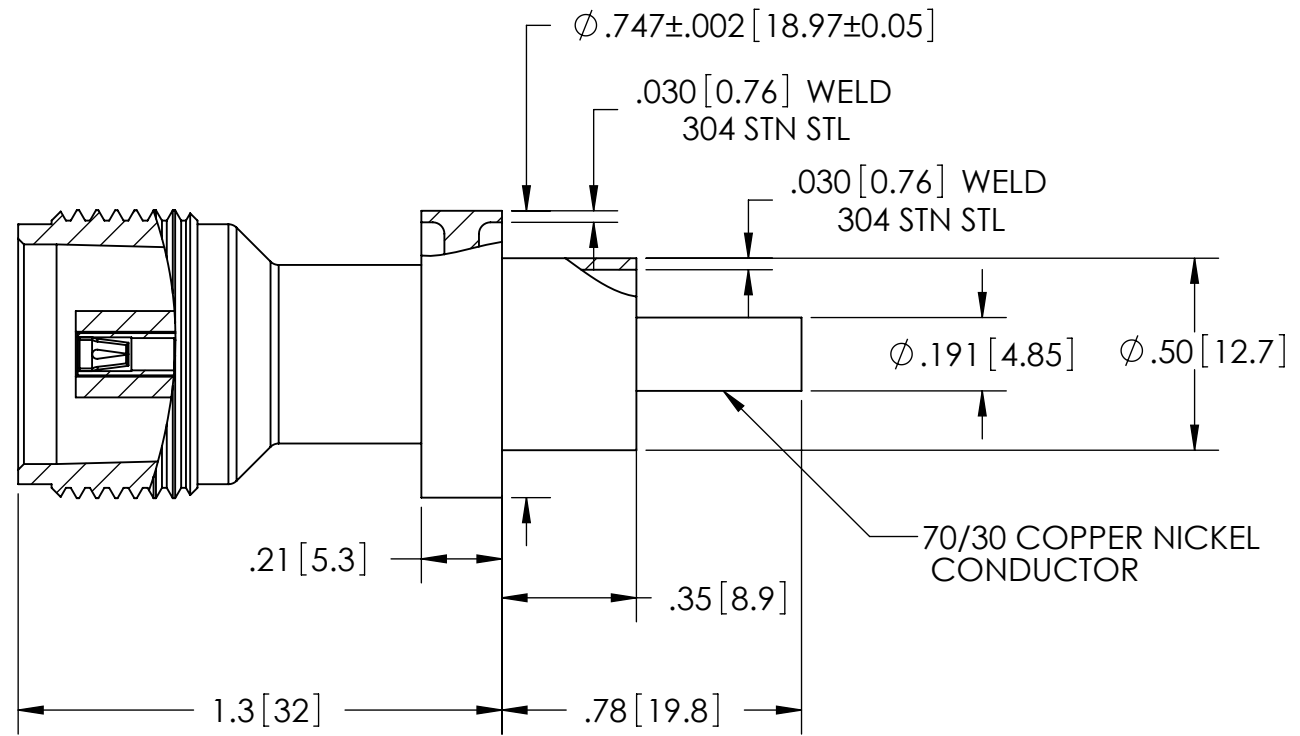 ⌀.747±.002[18.97±0.05]
.030[0.76] WELD
304 STN STL
.030[0.76] WELD
304 STN STL
⌀.191[4.85]
⌀.50[12.7]
70/30 COPPER NICKEL
CONDUCTOR
.21[5.3]
.35[8.9]
1.3[32]
.78[19.8]